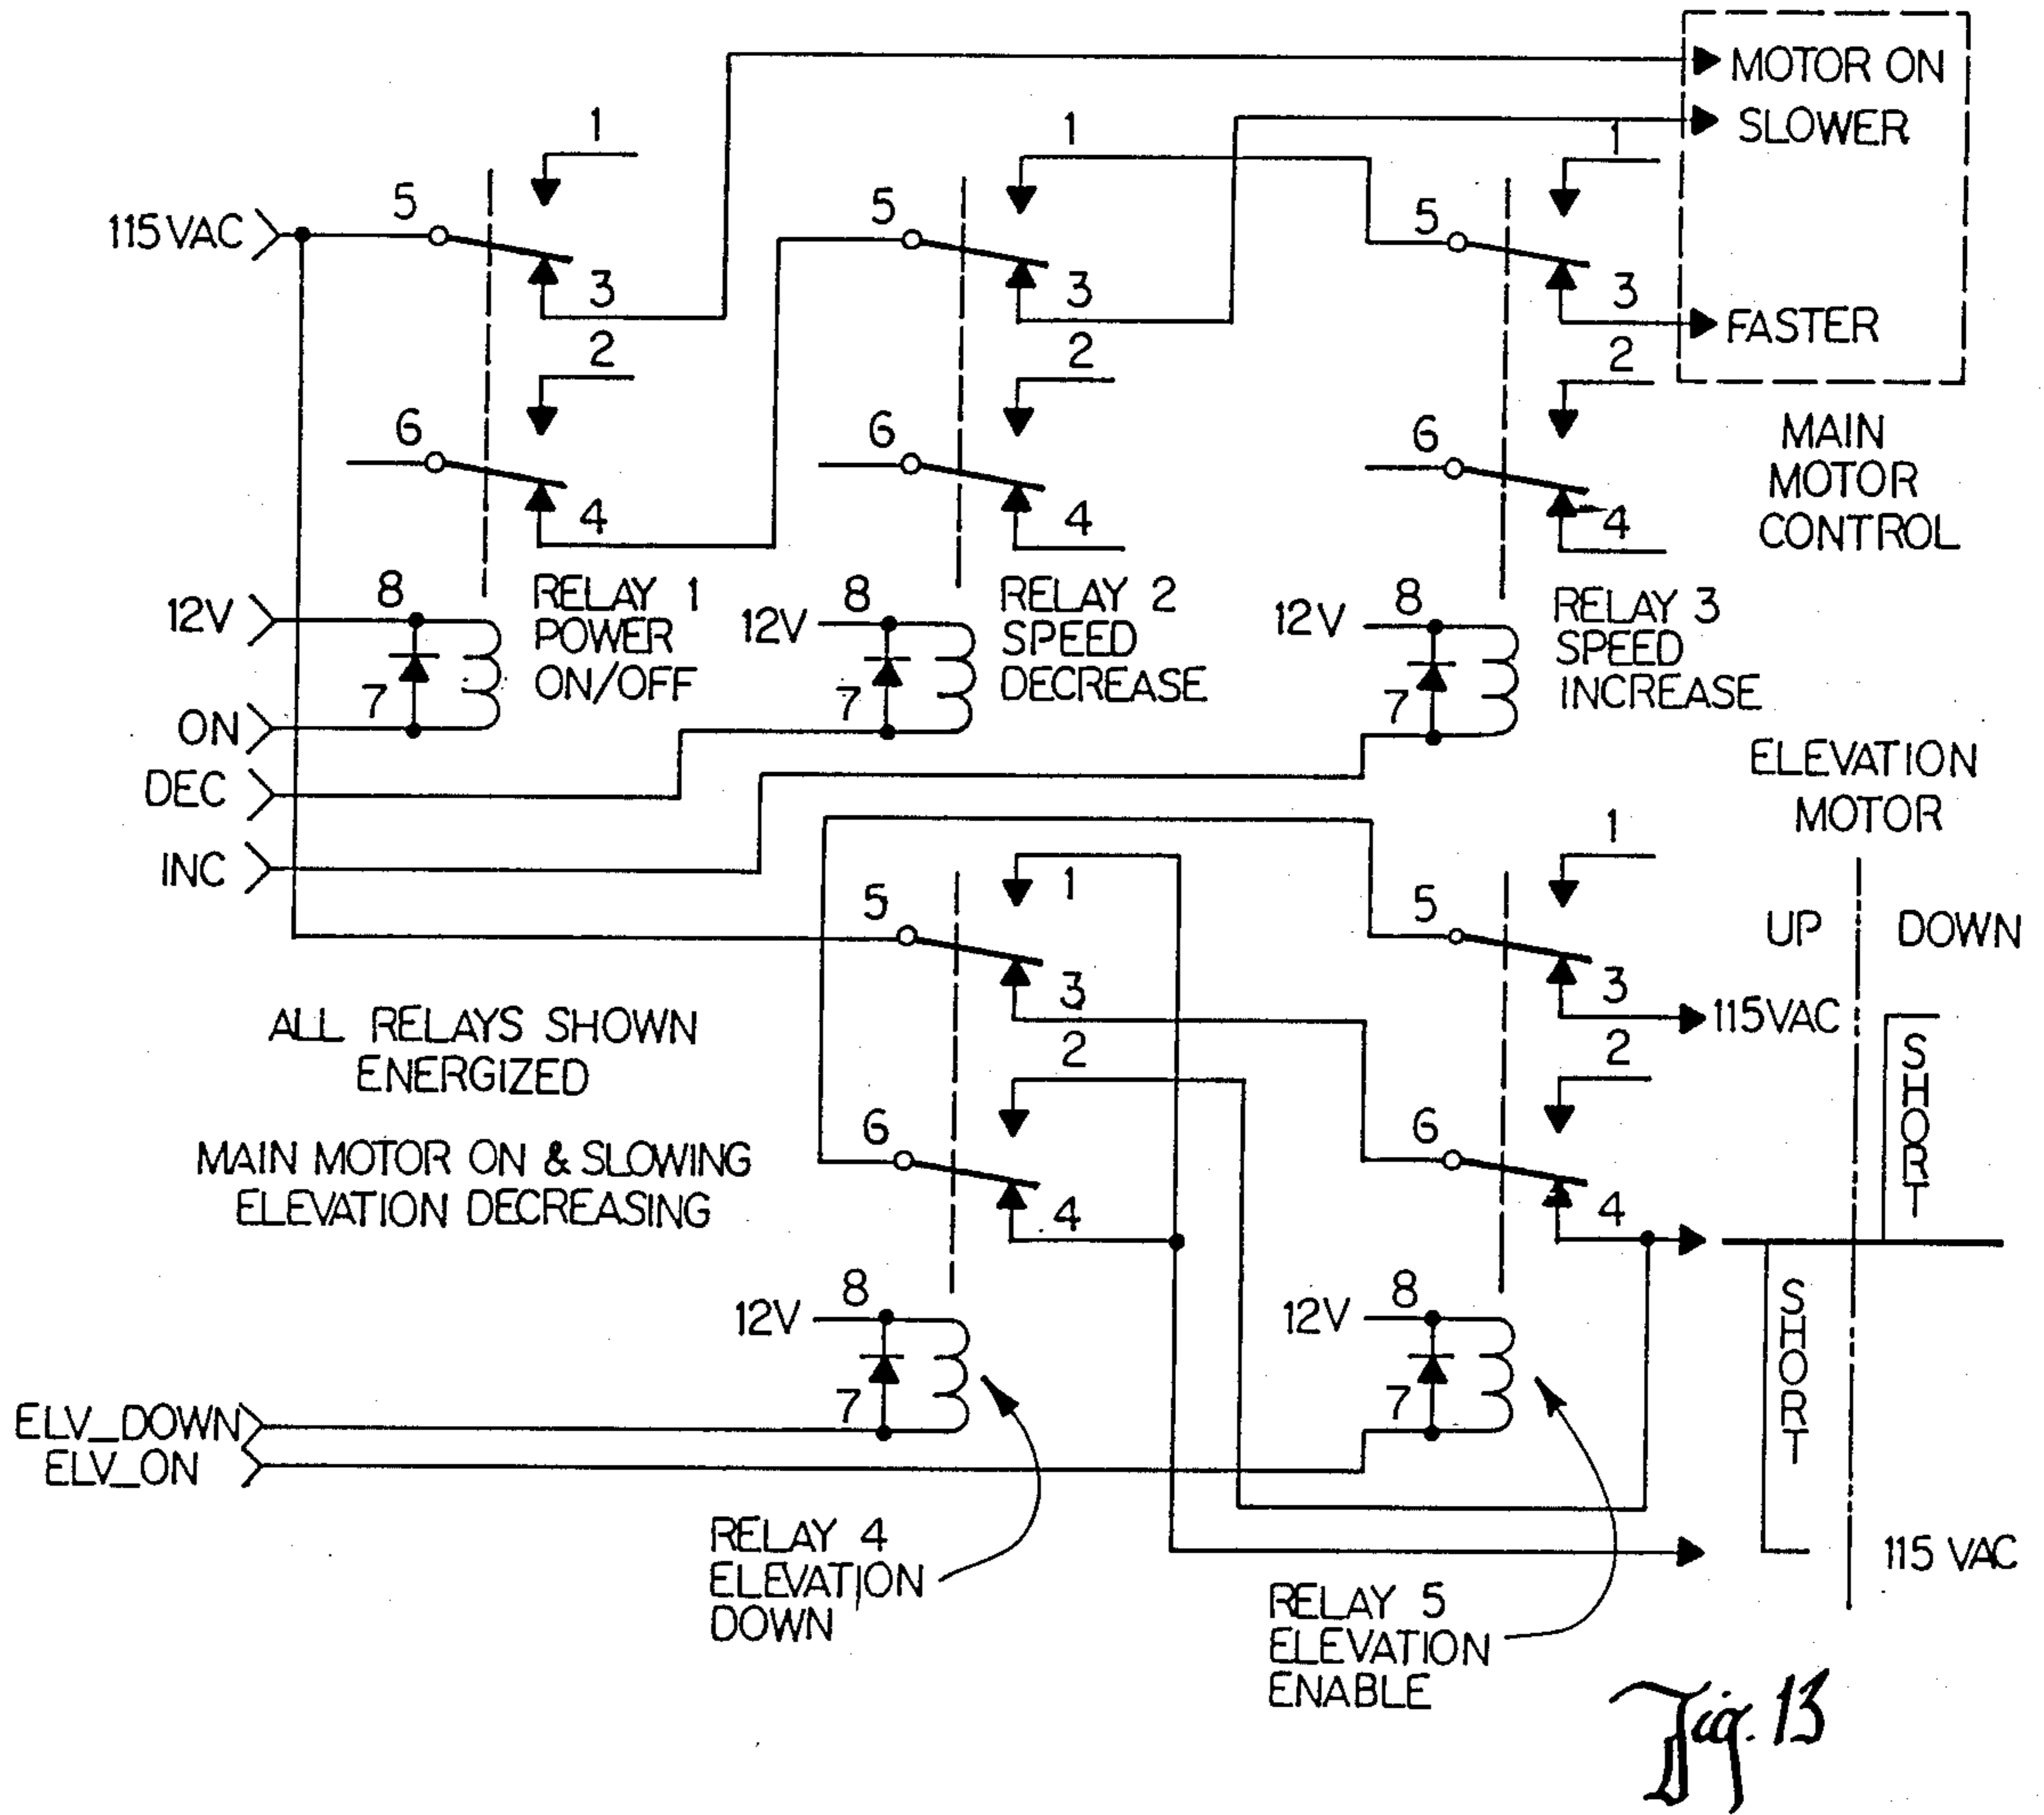 MOTOR ON
SLOWER
FASTER
MAIN
MOTOR
CONTROL
115VAC
5
1
3
2
6
4
5
1
3
2
6
4
5
1
3
2
6
4
12V
8
7
RELAY 1
POWER
ON/OFF
12V
8
7
RELAY 2
SPEED
DECREASE
12V
8
7
RELAY 3
SPEED
INCREASE
ON
DEC
INC
ELEVATION
MOTOR
UP
DOWN
5
1
3
2
6
4
5
1
3
2
6
4
115VAC
SHORT
SHORT
115 VAC
ALL RELAYS SHOWN
ENERGIZED
MAIN MOTOR ON & SLOWING
ELEVATION DECREASING
12V
8
7
12V
8
7
ELV_DOWN
ELV_ON
RELAY 4
ELEVATION
DOWN
RELAY 5
ELEVATION
ENABLE
Fig. 13